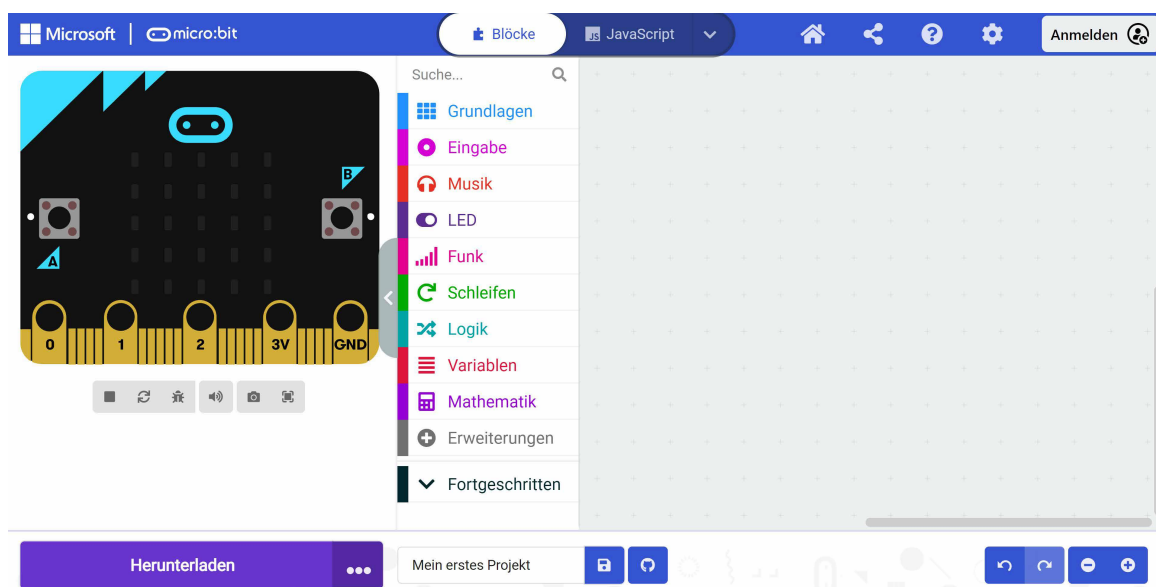 Microsoft micro:bit Blöcke JS JavaScript Anmelden
Suche...
Grundlagen
Eingabe
Musik
LED
Funk
Schleifen
Logik
Variablen
Mathematik
Erweiterungen
Fortgeschritten
B
A
0 1 2 3V GND
Herunterladen
Mein erstes Projekt